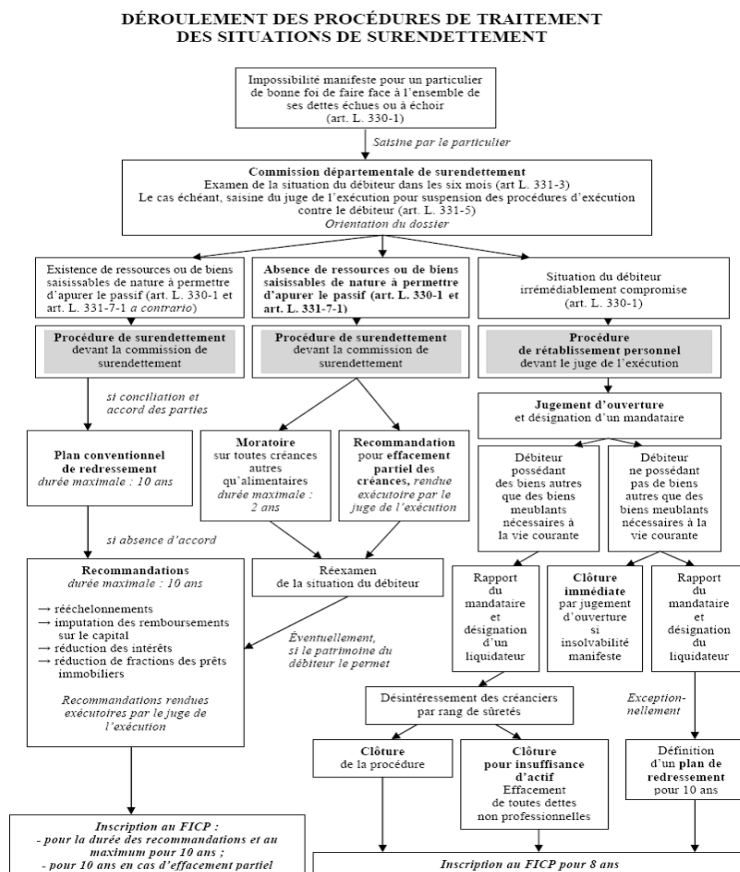 DÉROULEMENT DES PROCÉDURES DE TRAITEMENT
DES SITUATIONS DE SURENDETTEMENT
Impossibilité manifeste pour un particulier
de bonne foi de faire face à l'ensemble de
ses dettes échues ou à échoir
(art. L. 330-1)
Saisine par le particulier
Commission départementale de surendettement
Examen de la situation du débiteur dans les six mois (art L. 331-3)
Le cas échéant, saisine du juge de l'exécution pour suspension des procédures d'exécution
contre le débiteur (art. L. 331-5)
Orientation du dossier
Existence de ressources ou de biens
saisissables de nature à permettre
d'apurer le passif (art. L. 330-1 et
art. L. 331-7-1 a contrario)
Absence de ressources ou de biens
saisissables de nature à permettre
d'apurer le passif (art. L. 330-1 et
art. L. 331-7-1)
Situation du débiteur
irrémédiablement compromise
(art. L. 330-1)
Procédure de surendettement
devant la commission de
surendettement
Procédure de surendettement
devant la commission de
surendettement
Procédure
de rétablissement personnel
devant le juge de l'exécution
si conciliation et
accord des parties
Jugement d'ouverture
et désignation d'un mandataire
Plan conventionnel
de redressement
durée maximale : 10 ans
Moratoire
sur toutes créances
autres
qu'alimentaires
durée maximale :
2 ans
Recommandation
pour effacement
partiel des
créances, rendue
exécutoire par le
juge de l'exécution
Débiteur
possédant
des biens autres
que des biens
meublants
nécessaires à
la vie courante
Débiteur
ne possédant
pas de biens
autres que des
biens meublants
nécessaires à la
vie courante
si absence d'accord
Recommandations
durée maximale : 10 ans
→ rééchelonnements
→ imputation des remboursements
sur le capital
→ réduction des intérêts
→ réduction de fractions des prêts
immobiliers
Recommandations rendues
exécutoires par le juge de
l'exécution
Réexamen
de la situation du débiteur
Éventuellement,
si le patrimoine du
débiteur le permet
Rapport
du
mandataire
et
désignation
d'un
liquidateur
Clôture
immédiate
par jugement
d'ouverture
si
insolvabilité
manifeste
Rapport
du
mandataire
et
désignation
du
liquidateur
Désintéressement des créanciers
par rang de sûretés
Exception-
nellement
Clôture
de la procédure
Clôture
pour insuffisance
d'actif
Effacement
de toutes dettes
non professionnelles
Définition
d'un plan de
redressement
pour 10 ans
Inscription au FICP :
- pour la durée des recommandations et au
maximum pour 10 ans ;
- pour 10 ans en cas d'effacement partiel
Inscription au FICP pour 8 ans